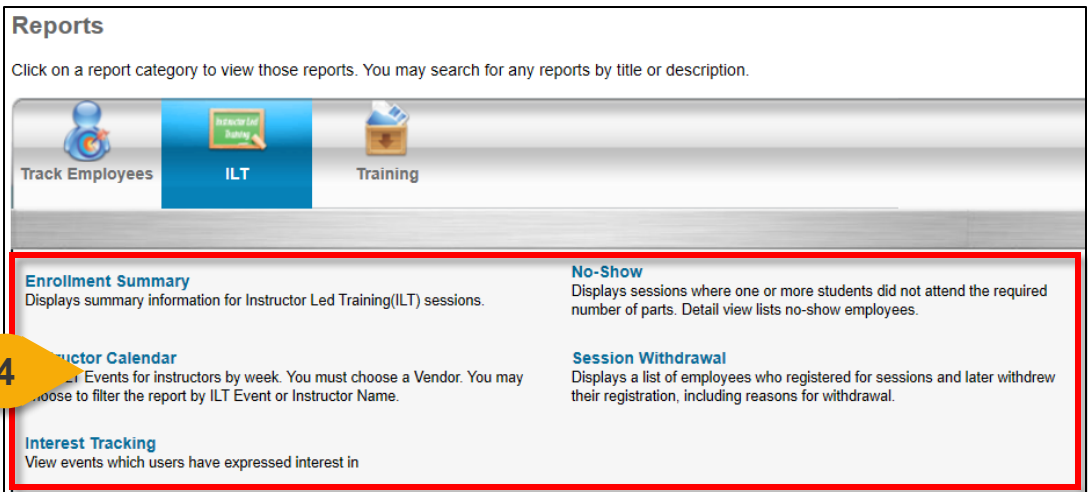 Reports
Click on a report category to view those reports. You may search for any reports by title or description.
Instructor Led
Training
Track Employees
ILT
Training
Enrollment Summary
Displays summary information for Instructor Led Training(ILT) sessions.
No-Show
Displays sessions where one or more students did not attend the required
number of parts. Detail view lists no-show employees.
4
Calendar
Events for instructors by week. You must choose a Vendor. You may
to filter the report by ILT Event or Instructor Name.
Session Withdrawal
Displays a list of employees who registered for sessions and later withdrew
their registration, including reasons for withdrawal.
Interest Tracking
View events which users have expressed interest in